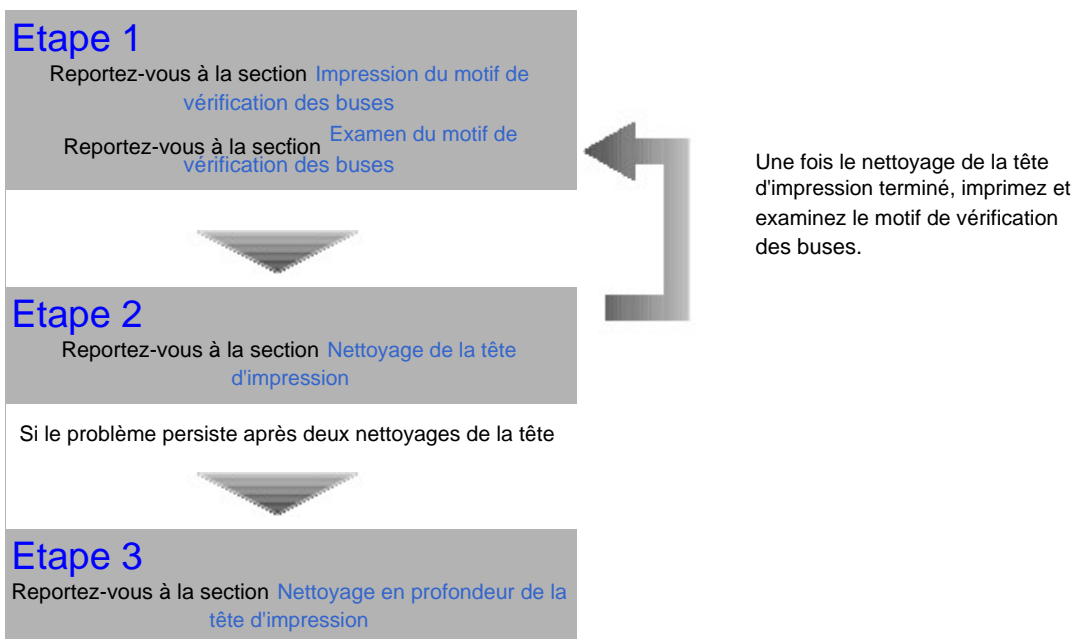 Etape 1
Reportez-vous à la section Impression du motif de
vérification des buses
Reportez-vous à la section Examen du motif de
vérification des buses
Une fois le nettoyage de la tête
d'impression terminé, imprimez et
examinez le motif de vérification
des buses.
Etape 2
Reportez-vous à la section Nettoyage de la tête
d'impression
Si le problème persiste après deux nettoyages de la tête
Etape 3
Reportez-vous à la section Nettoyage en profondeur de la
tête d'impression